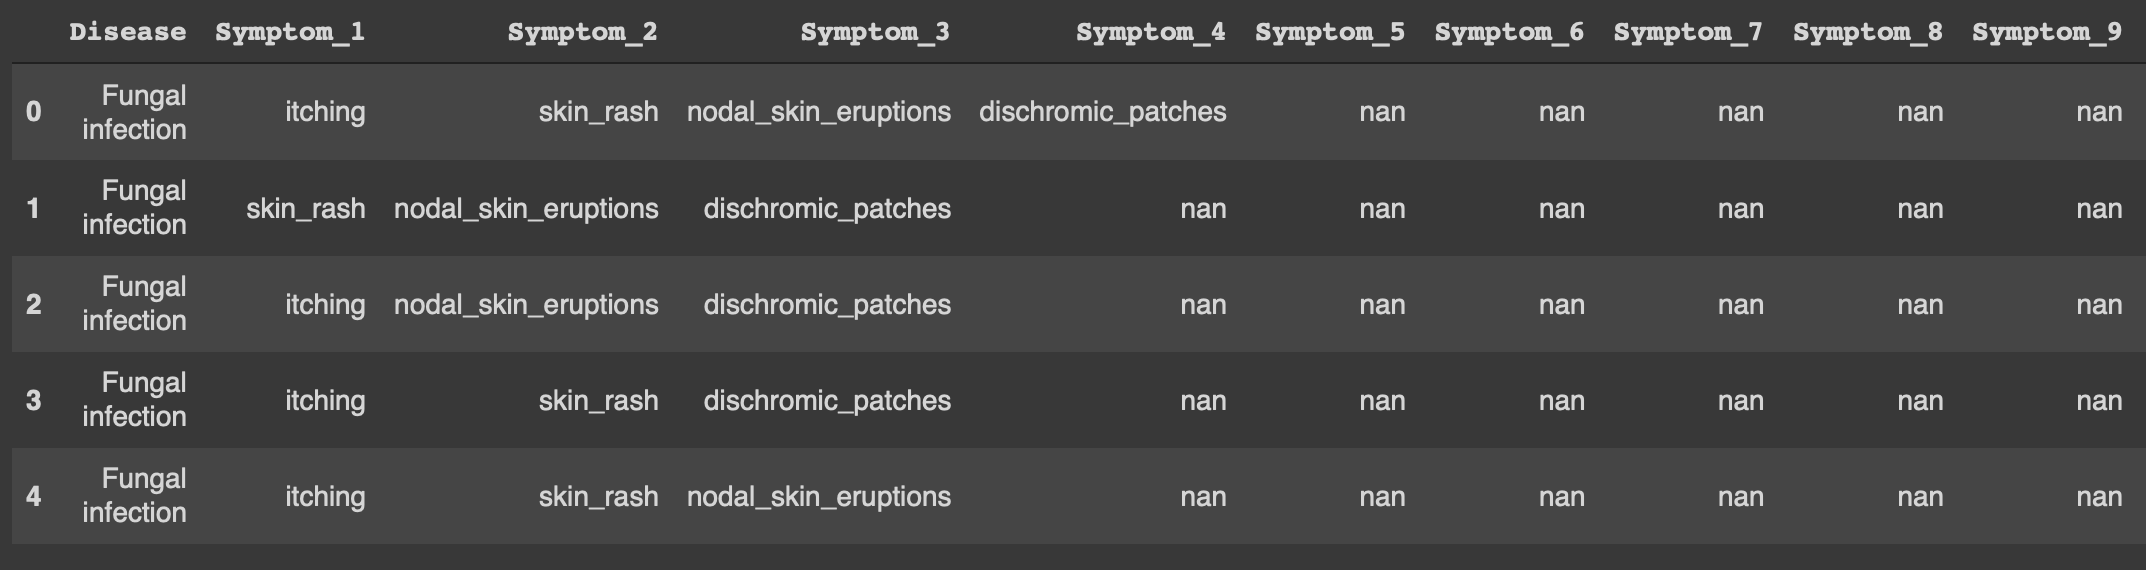 Disease Symptom_1 Symptom_2 Symptom_3 Symptom_4 Symptom_5 Symptom_6 Symptom_7 Symptom_8 Symptom_9
0 Fungal infection itching skin_rash nodal_skin_eruptions dischromic_patches nan nan nan nan nan
1 Fungal infection skin_rash nodal_skin_eruptions dischromic_patches nan nan nan nan nan nan
2 Fungal infection itching nodal_skin_eruptions dischromic_patches nan nan nan nan nan nan
3 Fungal infection itching skin_rash dischromic_patches nan nan nan nan nan nan
4 Fungal infection itching skin_rash nodal_skin_eruptions nan nan nan nan nan nan